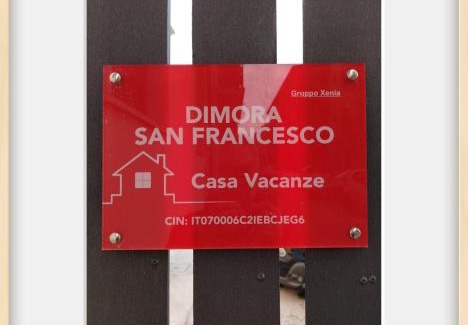 Gruppo Xenia
DIMORA
SAN FRANCESCO
Casa Vacanze
CIN: IT070006C2IEBCJEG6